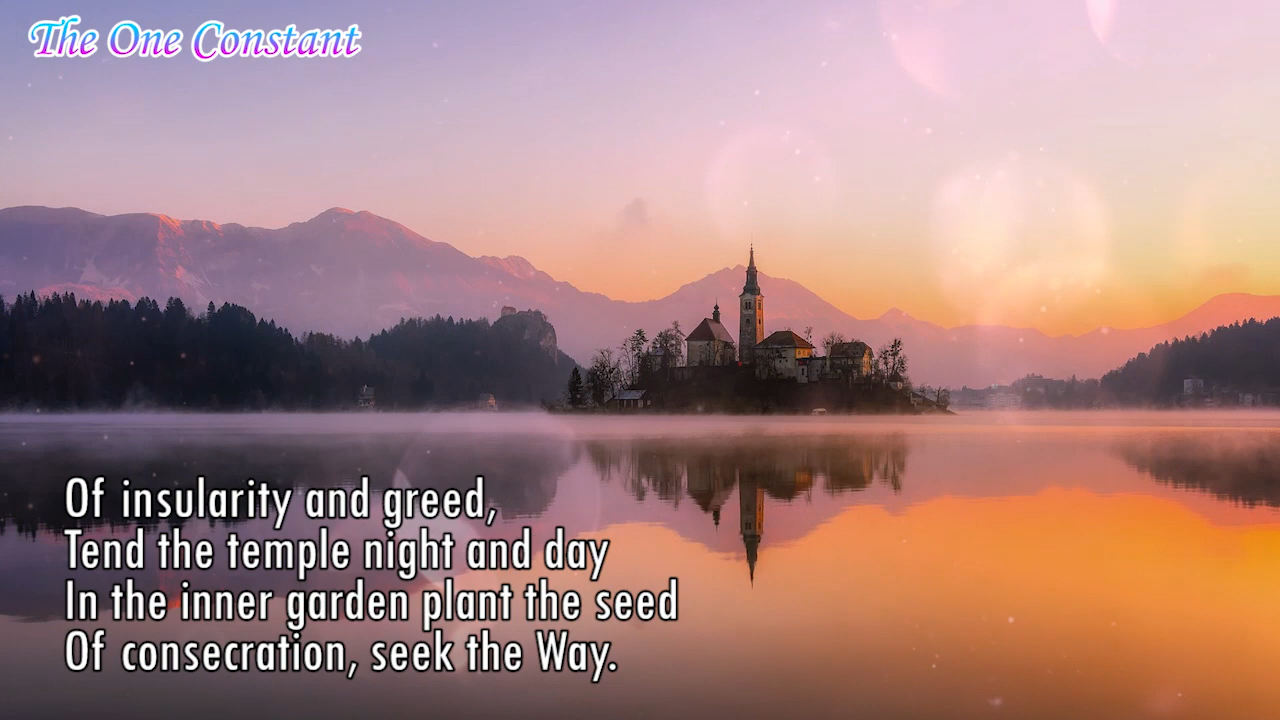 The One Constant
Of insularity and greed,
Tend the temple night and day
In the inner garden plant the seed
Of consecration, seek the Way.